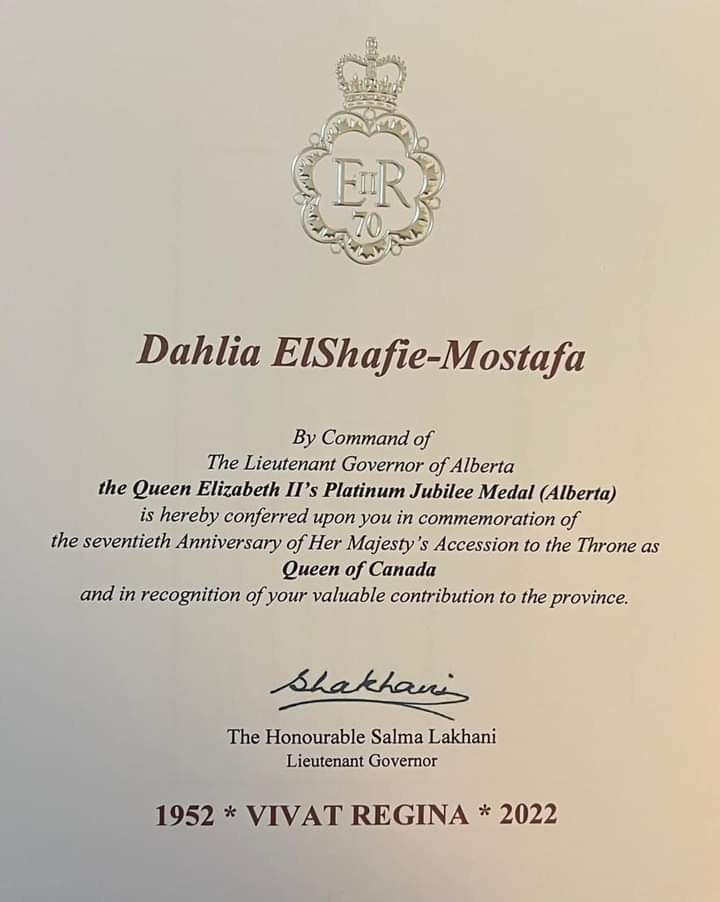 EIIR
70
Dahlia ElShafie-Mostafa
By Command of
The Lieutenant Governor of Alberta
the Queen Elizabeth II's Platinum Jubilee Medal (Alberta)
is hereby conferred upon you in commemoration of
the seventieth Anniversary of Her Majesty's Accession to the Throne as
Queen of Canada
and in recognition of your valuable contribution to the province.
SLakhani
The Honourable Salma Lakhani
Lieutenant Governor
1952 * VIVAT REGINA * 2022